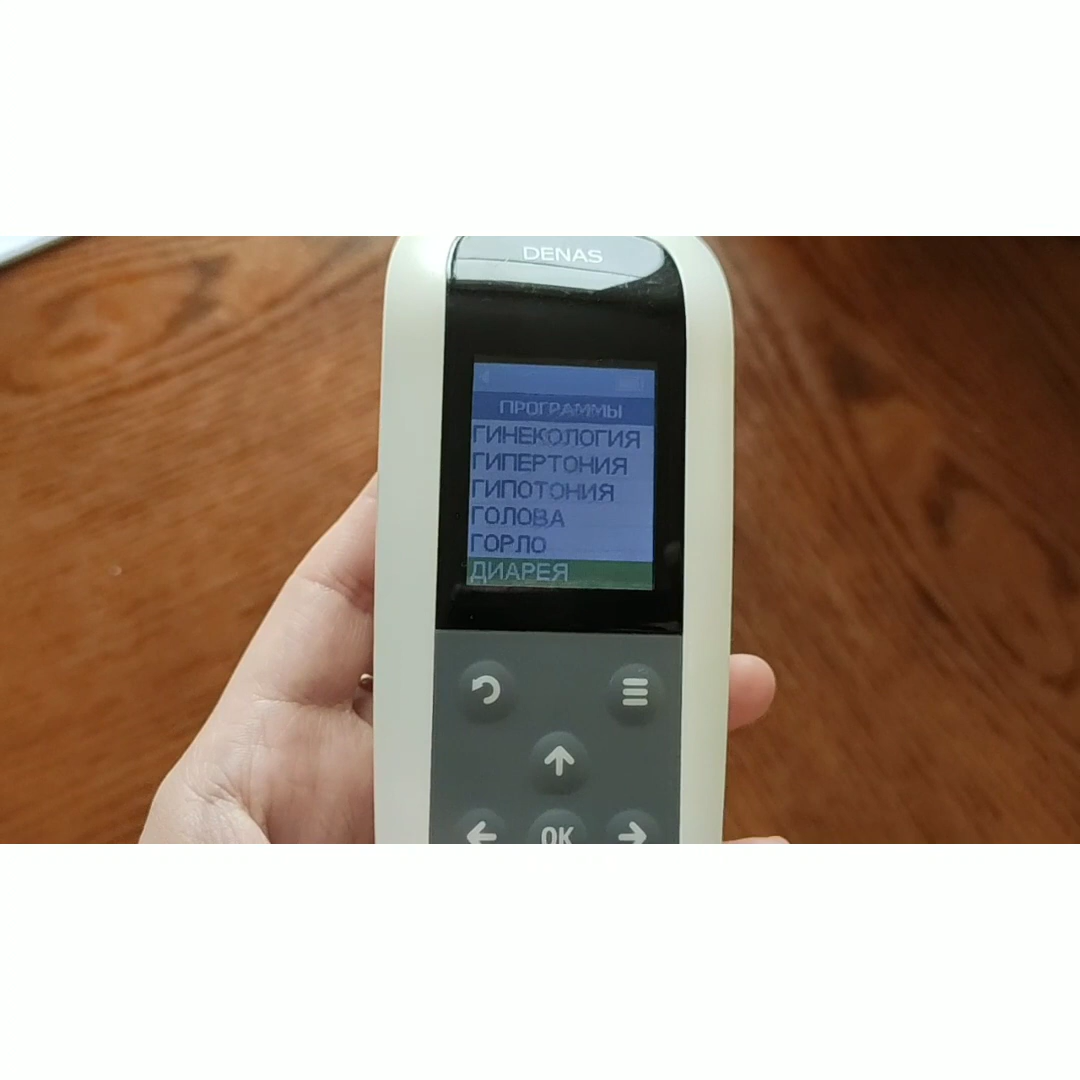 DENAS
ПРОГРАММЫ
ГИНЕКОЛОГИЯ
ГИПЕРТОНИЯ
ГИПОТОНИЯ
ГОЛОВА
ГОРЛО
ДИАРЕЯ
OK